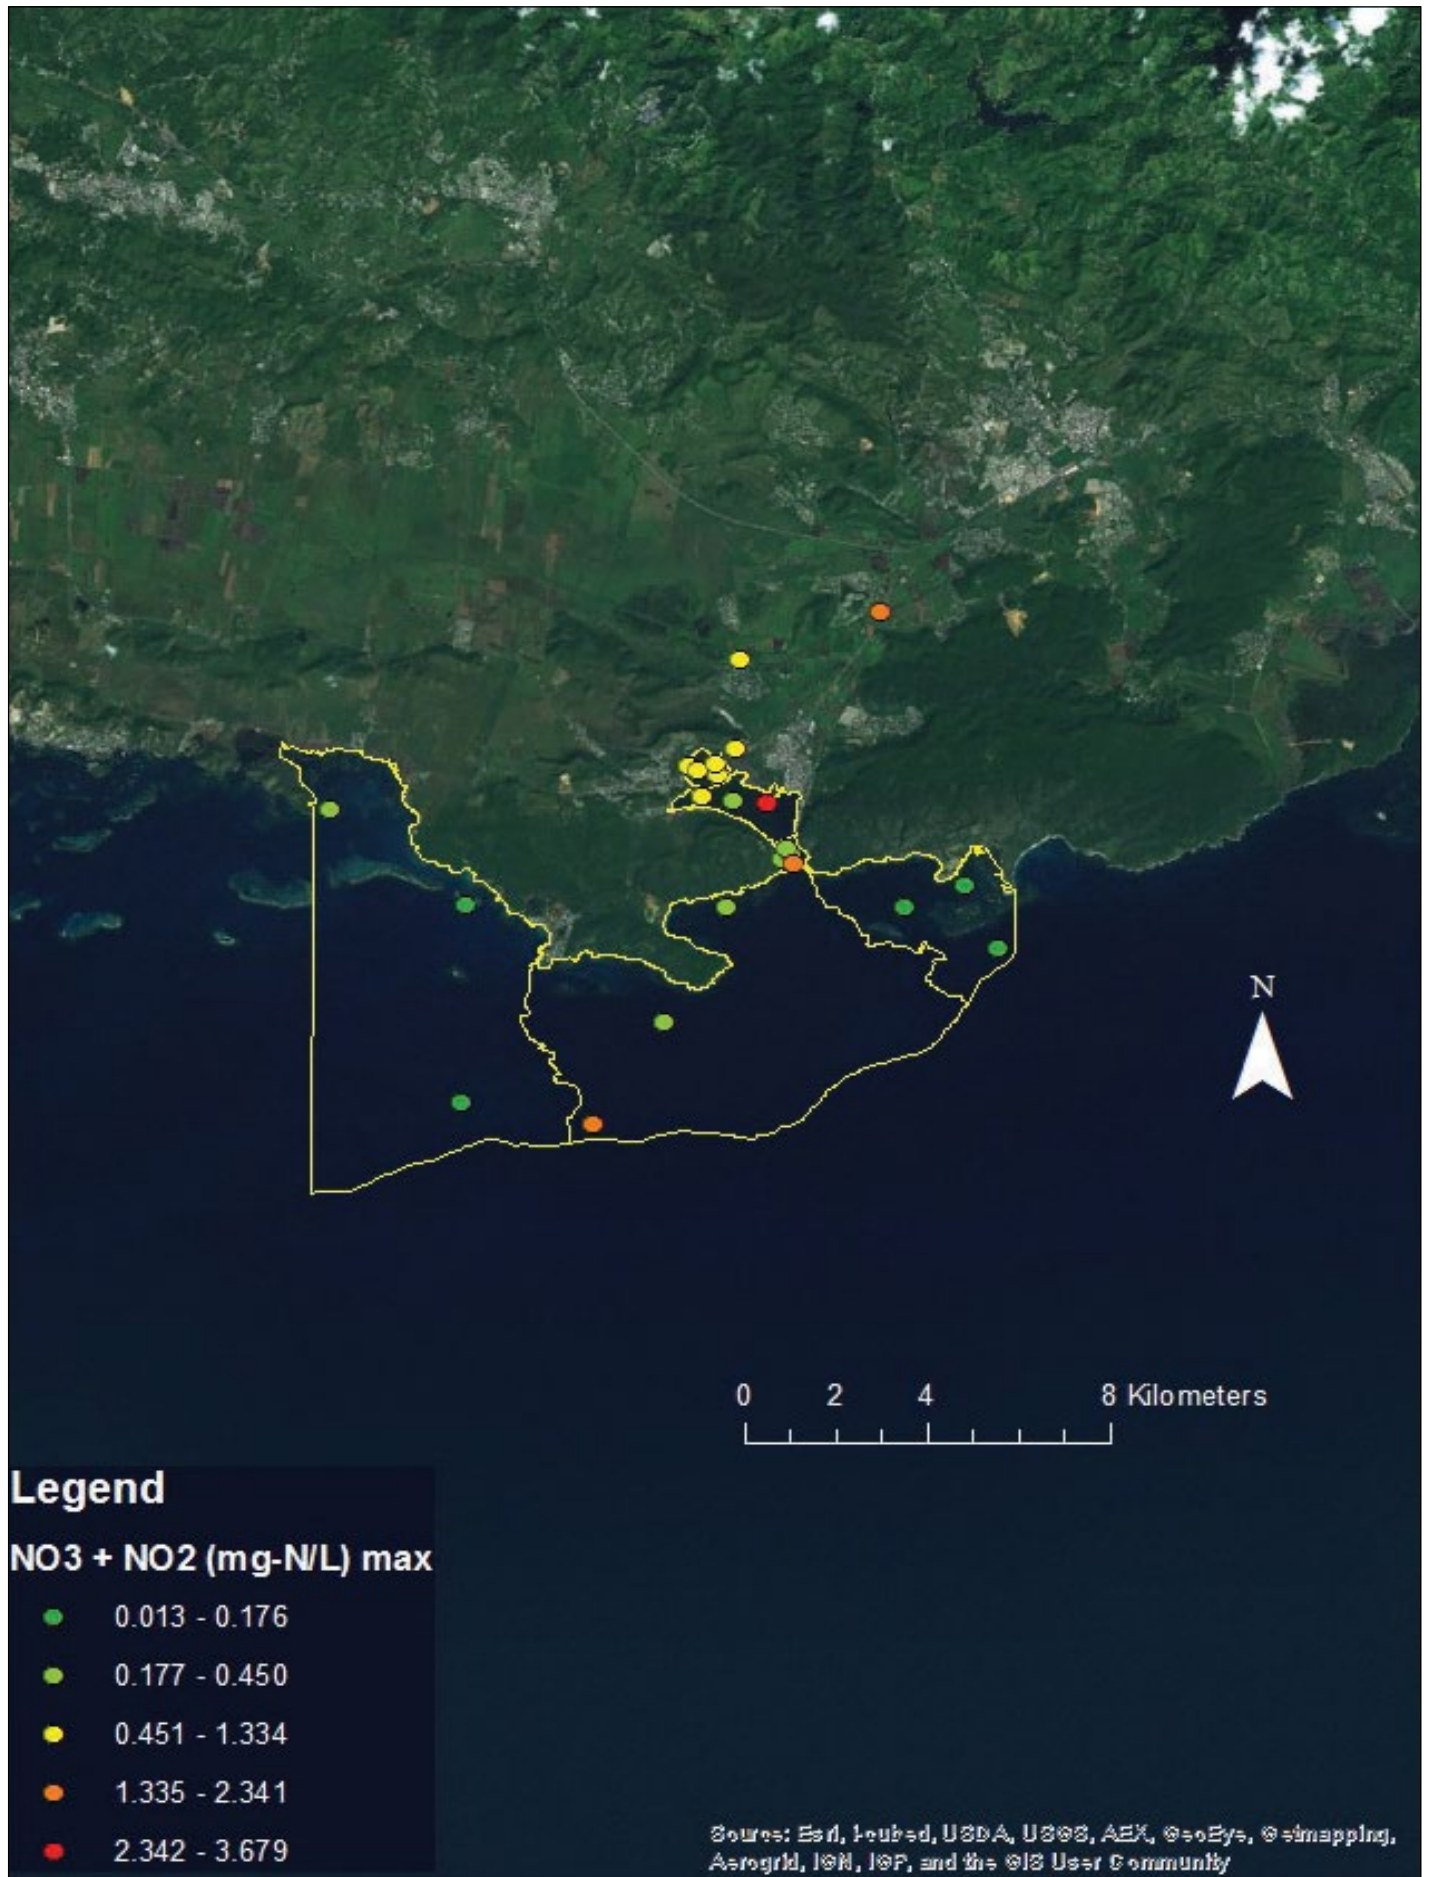 N
0 2 4 8 Kilometers
Legend
NO3 + NO2 (mg-N/L) max
0.013 - 0.176
0.177 - 0.450
0.451 - 1.334
1.335 - 2.341
2.342 - 3.679
Source: Esri, i-cubed, USDA, USGS, AEX, GeoEye, Getmapping,
Aerogrid, IGN, IGP, and the GIS User Community